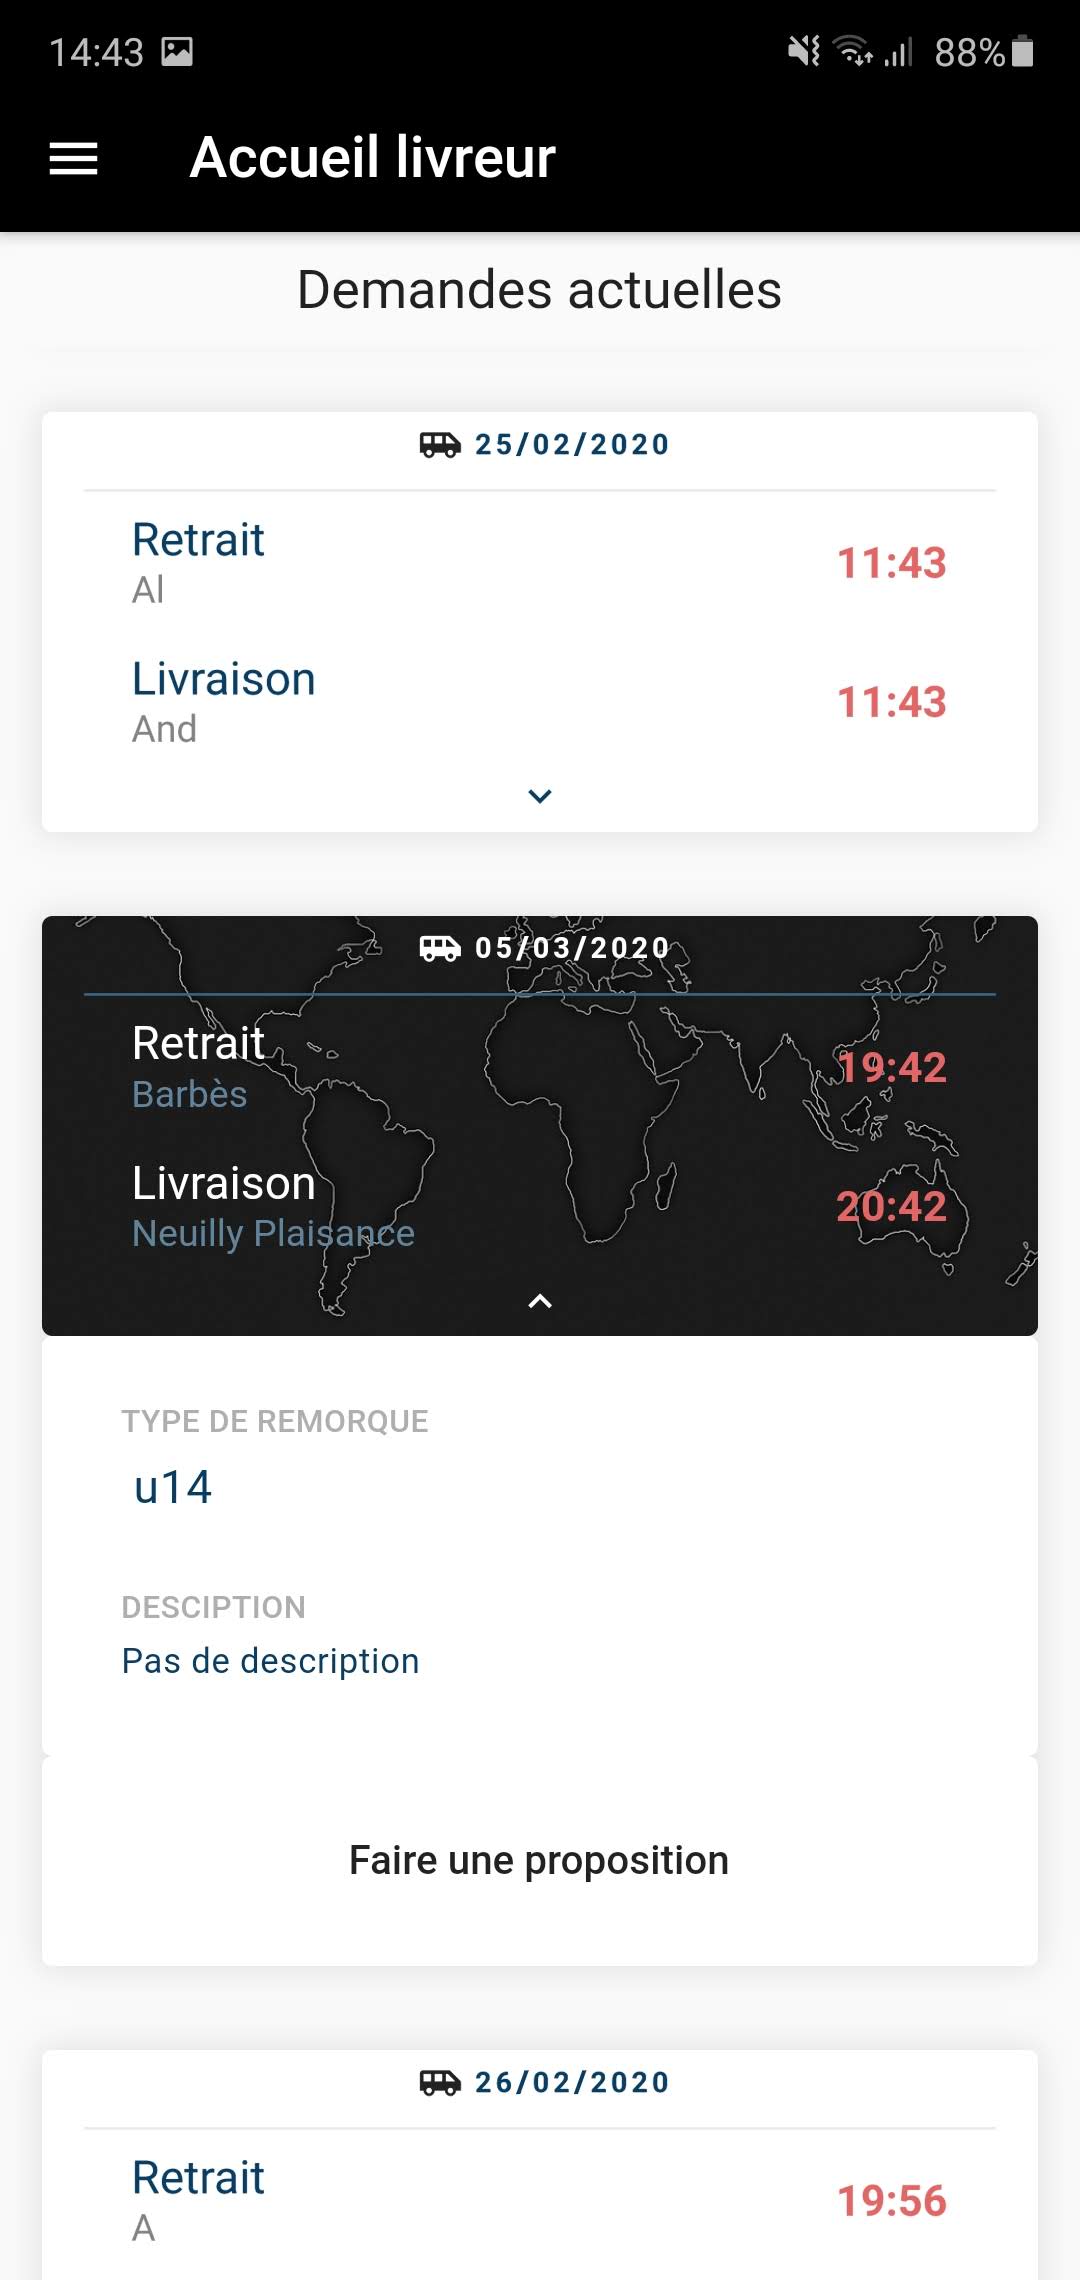 14:43
88%
Accueil livreur
Demandes actuelles
25/02/2020
Retrait
Al
11:43
Livraison
And
11:43
05/03/2020
Retrait
Barbès
19:42
Livraison
Neuilly Plaisance
20:42
TYPE DE REMORQUE
u14
DESCIPTION
Pas de description
Faire une proposition
26/02/2020
Retrait
A
19:56